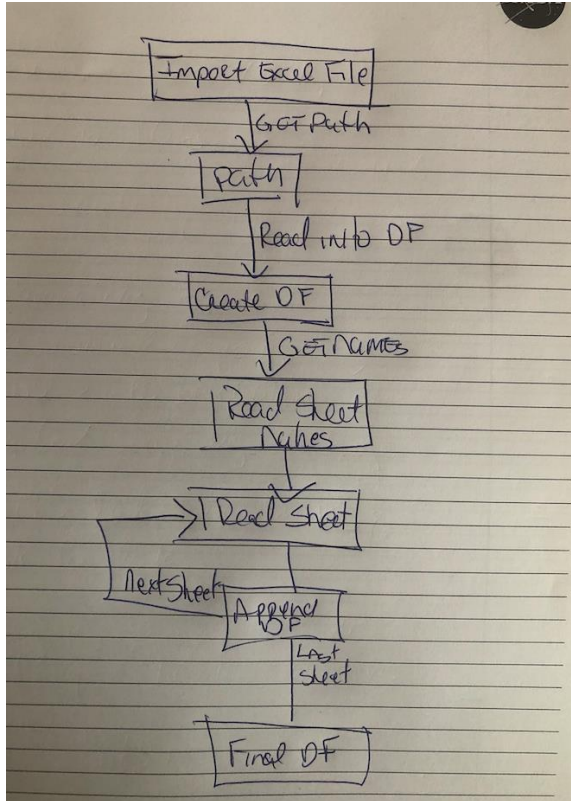 Import Excel File
GET Path
Path
Read into DF
Create DF
GET NAMES
Read Sheet
Names
Read Sheet
Next Sheet
Append
DF
LAST
Sheet
Final DF